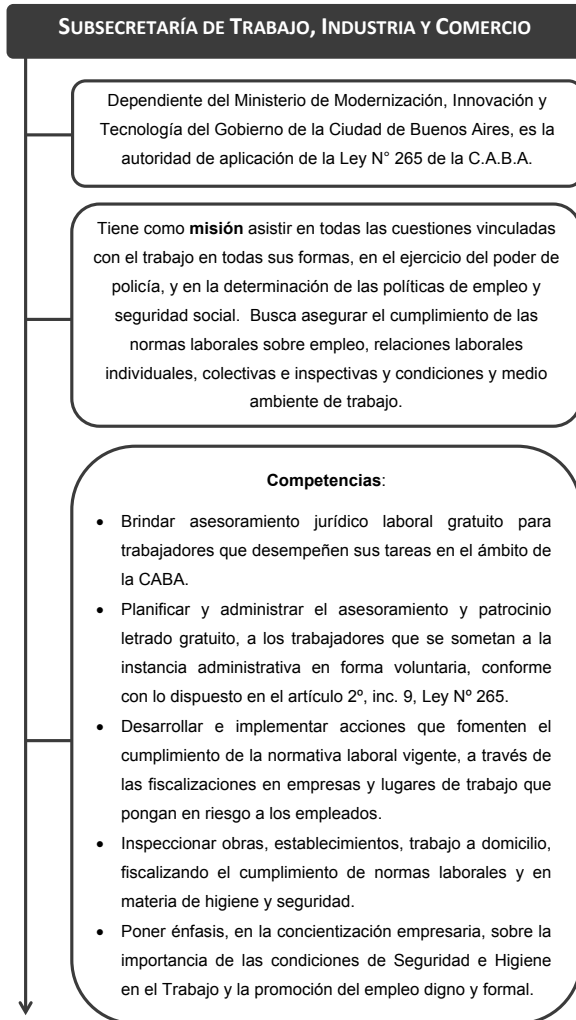 SUBSECRETARÍA DE TRABAJO, INDUSTRIA Y COMERCIO
Dependiente del Ministerio de Modernización, Innovación y
Tecnología del Gobierno de la Ciudad de Buenos Aires, es la
autoridad de aplicación de la Ley N° 265 de la C.A.B.A.
Tiene como misión asistir en todas las cuestiones vinculadas
con el trabajo en todas sus formas, en el ejercicio del poder de
policía, y en la determinación de las políticas de empleo y
seguridad social. Busca asegurar el cumplimiento de las
normas laborales sobre empleo, relaciones laborales
individuales, colectivas e inspectivas y condiciones y medio
ambiente de trabajo.
Competencias:
• Brindar asesoramiento jurídico laboral gratuito para
trabajadores que desempeñen sus tareas en el ámbito de
la CABA.
• Planificar y administrar el asesoramiento y patrocinio
letrado gratuito, a los trabajadores que se sometan a la
instancia administrativa en forma voluntaria, conforme
con lo dispuesto en el artículo 2º, inc. 9, Ley Nº 265.
• Desarrollar e implementar acciones que fomenten el
cumplimiento de la normativa laboral vigente, a través de
las fiscalizaciones en empresas y lugares de trabajo que
pongan en riesgo a los empleados.
• Inspeccionar obras, establecimientos, trabajo a domicilio,
fiscalizando el cumplimiento de normas laborales y en
materia de higiene y seguridad.
• Poner énfasis, en la concientización empresaria, sobre la
importancia de las condiciones de Seguridad e Higiene
en el Trabajo y la promoción del empleo digno y formal.